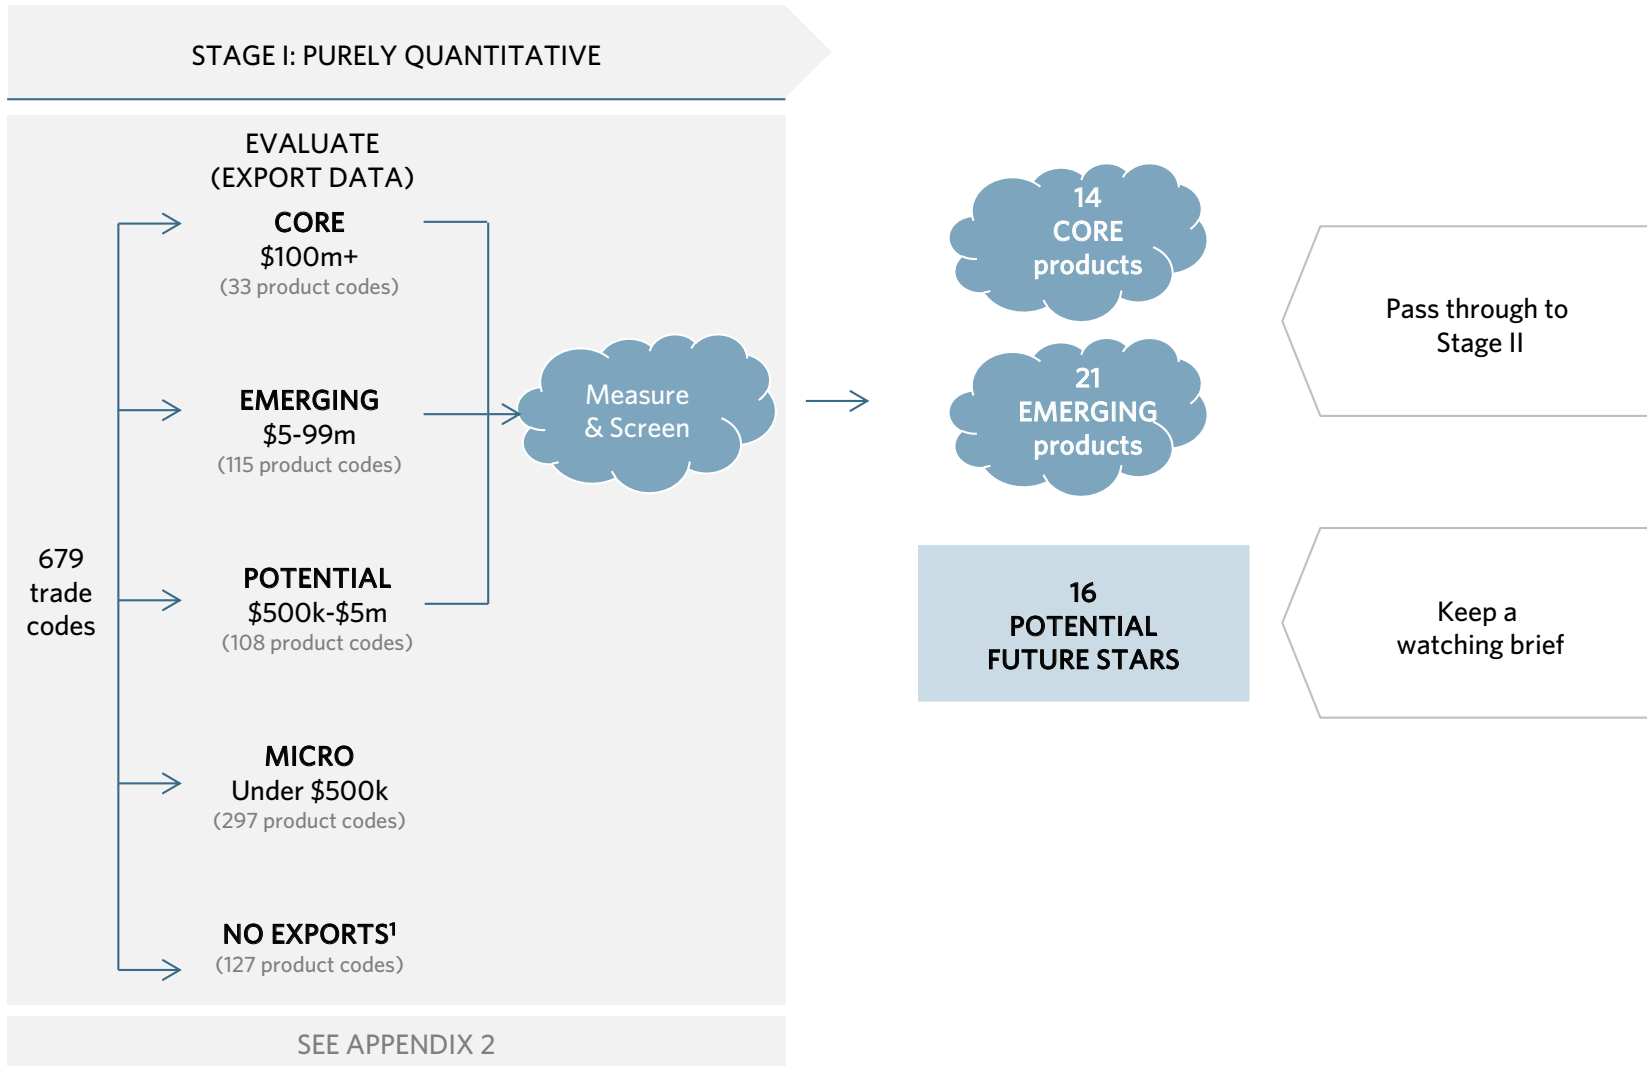 STAGE I: PURELY QUANTITATIVE
EVALUATE
(EXPORT DATA)
CORE
$100m+
(33 product codes)
EMERGING
$5-99m
(115 product codes)
679
trade
codes
POTENTIAL
$500k-$5m
(108 product codes)
MICRO
Under $500k
(297 product codes)
NO EXPORTS¹
(127 product codes)
Measure
& Screen
14
CORE
products
21
EMERGING
products
16
POTENTIAL
FUTURE STARS
Pass through to
Stage II
Keep a
watching brief
SEE APPENDIX 2